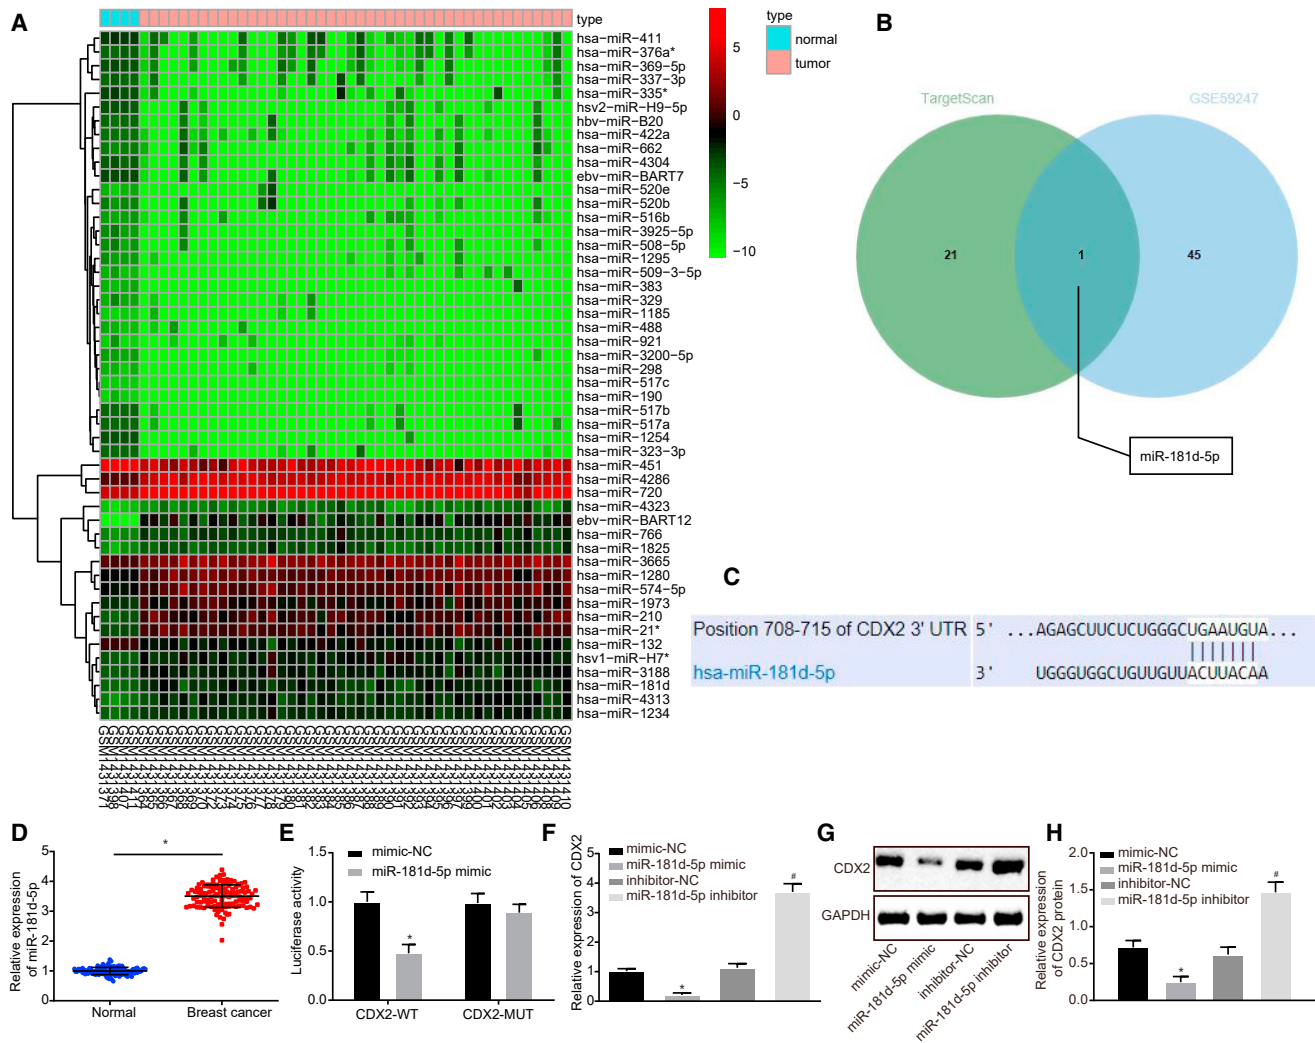 A
type
hsa−miR−411
hsa−miR−376a*
hsa−miR−369−5p
hsa−miR−337−3p
hsa−miR−335*
hsv2−miR−H9−5p
hbv−miR−B20
hsa−miR−422a
hsa−miR−662
hsa−miR−4304
ebv−miR−BART7
hsa−miR−520e
hsa−miR−520b
hsa−miR−516b
hsa−miR−3925−5p
hsa−miR−508−5p
hsa−miR−1295
hsa−miR−509−3−5p
hsa−miR−383
hsa−miR−329
hsa−miR−1185
hsa−miR−488
hsa−miR−921
hsa−miR−3200−5p
hsa−miR−298
hsa−miR−517c
hsa−miR−190
hsa−miR−517b
hsa−miR−517a
hsa−miR−1254
hsa−miR−323−3p
hsa−miR−451
hsa−miR−4286
hsa−miR−720
hsa−miR−4323
ebv−miR−BART12
hsa−miR−766
hsa−miR−1825
hsa−miR−3665
hsa−miR−1280
hsa−miR−574−5p
hsa−miR−1973
hsa−miR−210
hsa−miR−21*
hsa−miR−132
hsv1−miR−H7*
hsa−miR−3188
hsa−miR−181d
hsa−miR−4313
hsa−miR−1234
5
0
−5
−10
type
normal
tumor
B
TargetScan
GSE59247
21
1
45
miR-181d-5p
C
Position 708-715 of CDX2 3' UTR 5' ...AGAGCUUCUCUGGGCUGAAUGUA...
hsa-miR-181d-5p 3' UGGGUGGCUGUUGUUACUUACAA
D
Relative expression
of miR-181d-5p
5
4
3
2
1
0
*
Normal
Breast cancer
E
Luciferase activity
1.5
1.0
0.5
0.0
mimic-NC
miR-181d-5p mimic
*
CDX2-WT
CDX2-MUT
F
Relative expression of CDX2
5
4
3
2
1
0
mimic-NC
miR-181d-5p mimic
inhibitor-NC
miR-181d-5p inhibitor
*
#
G
CDX2
GAPDH
mimic-NC
miR-181d-5p mimic
inhibitor-NC
miR-181d-5p inhibitor
H
Relative expression
of CDX2 protein
2.0
1.5
1.0
0.5
0.0
mimic-NC
miR-181d-5p mimic
inhibitor-NC
miR-181d-5p inhibitor
*
#